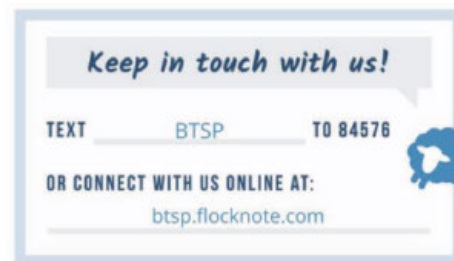 Keep in touch with us!
TEXT BTSP TO 84576
OR CONNECT WITH US ONLINE AT:
btsp.flocknote.com